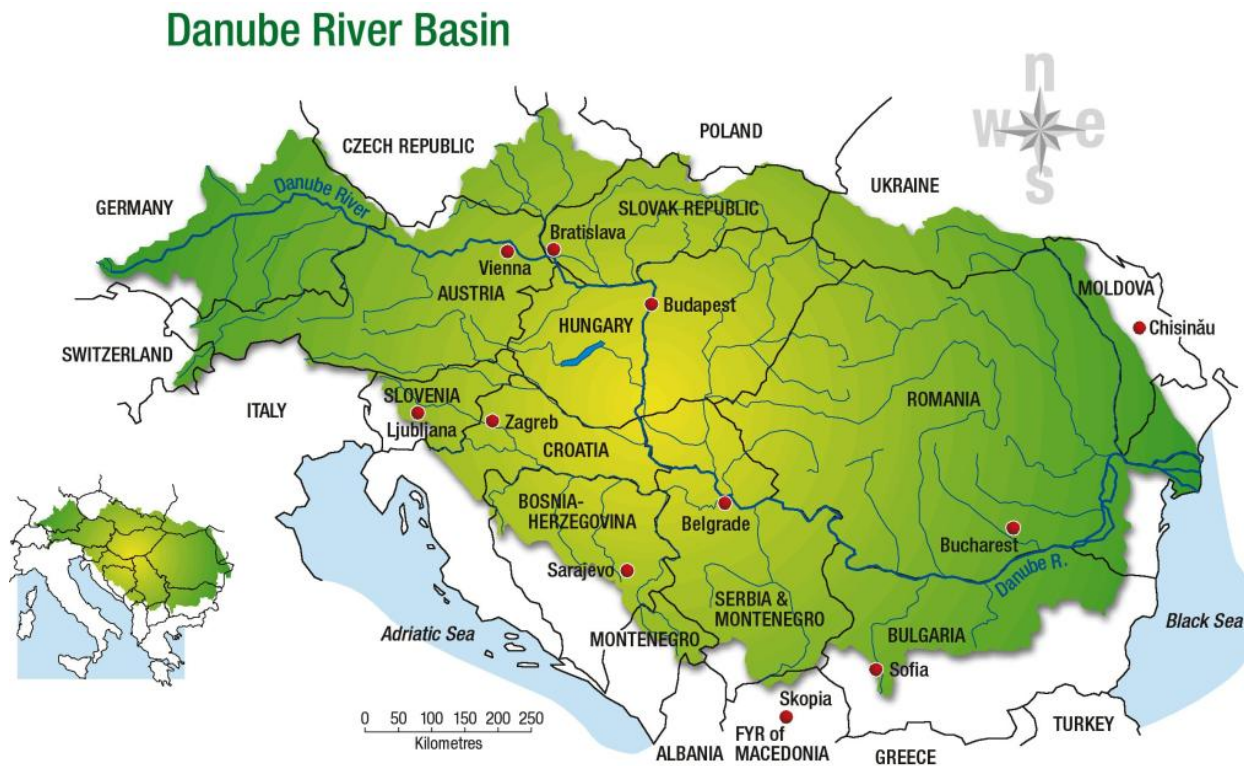 Danube River Basin
n
w e
s
POLAND
CZECH REPUBLIC
UKRAINE
GERMANY
Danube River
SLOVAK REPUBLIC
Bratislava
Vienna
AUSTRIA
MOLDOVA
Budapest
HUNGARY
Chisinău
SWITZERLAND
ITALY
SLOVENIA
Ljubljana
Zagreb
ROMANIA
CROATIA
BOSNIA-
HERZEGOVINA
Belgrade
Bucharest
Sarajevo
Danube R.
SERBIA &
MONTENEGRO
Adriatic Sea
MONTENEGRO
BULGARIA
Black Sea
Sofia
Skopia
0 50 100 150 200 250
Kilometres
ALBANIA
FYR of
MACEDONIA
GREECE
TURKEY